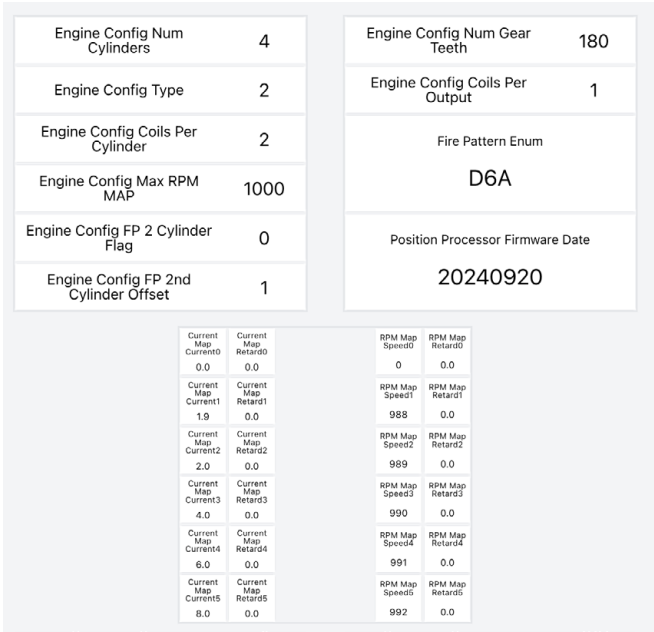 Engine Config Num
Cylinders
4
Engine Config Type
2
Engine Config Coils Per
Cylinder
2
Engine Config Max RPM
MAP
1000
Engine Config FP 2 Cylinder
Flag
0
Engine Config FP 2nd
Cylinder Offset
1
Engine Config Num Gear
Teeth
180
Engine Config Coils Per
Output
1
Fire Pattern Enum
D6A
Position Processor Firmware Date
20240920
Current
Map
Current0
0.0
Current
Map
Retard0
0.0
Current
Map
Current1
1.9
Current
Map
Retard1
0.0
Current
Map
Current2
2.0
Current
Map
Retard2
0.0
Current
Map
Current3
4.0
Current
Map
Retard3
0.0
Current
Map
Current4
6.0
Current
Map
Retard4
0.0
Current
Map
Current5
8.0
Current
Map
Retard5
0.0
RPM Map
Speed0
0
RPM Map
Retard0
0.0
RPM Map
Speed1
988
RPM Map
Retard1
0.0
RPM Map
Speed2
989
RPM Map
Retard2
0.0
RPM Map
Speed3
990
RPM Map
Retard3
0.0
RPM Map
Speed4
991
RPM Map
Retard4
0.0
RPM Map
Speed5
992
RPM Map
Retard5
0.0